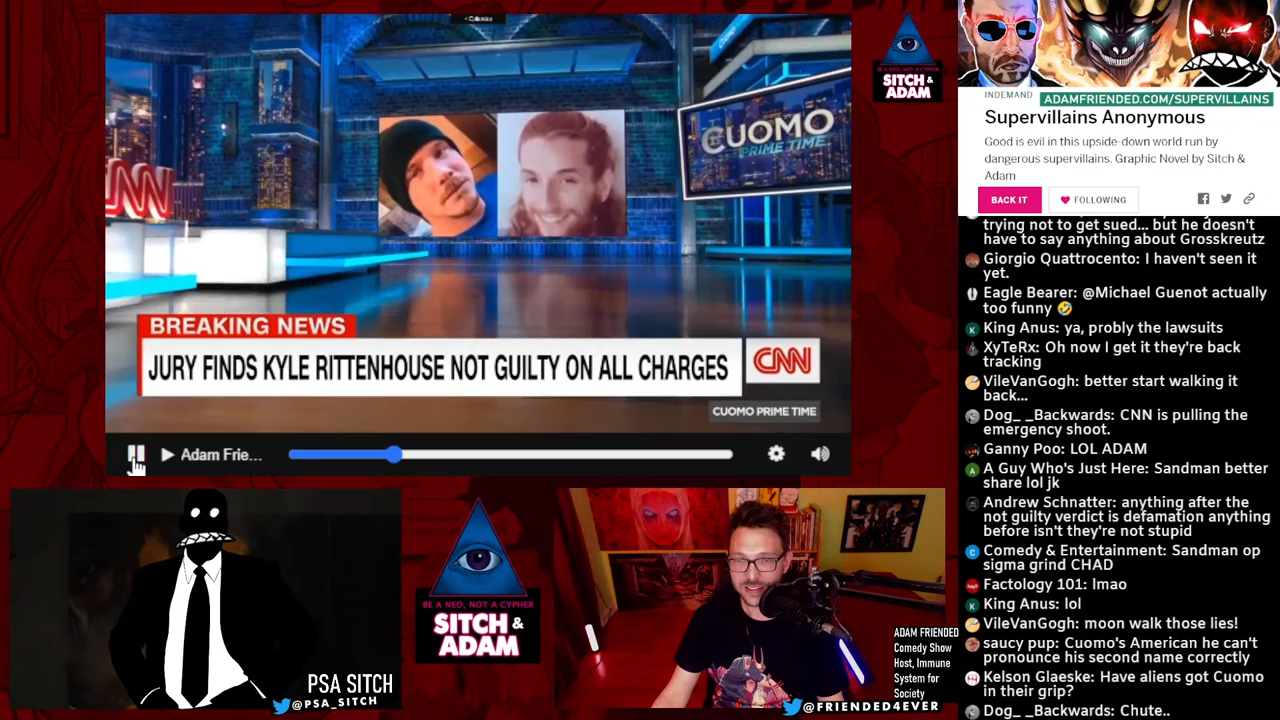 BE A NEO, NOT A CYPHER
SITCH &
ADAM
CNN
CUOMO
PRIME TIME
BREAKING NEWS
JURY FINDS KYLE RITTENHOUSE NOT GUILTY ON ALL CHARGES
CNN
CUOMO PRIME TIME
Adam Frie...
INDEMAND
ADAMFRIENDED.COM/SUPERVILLAINS
Supervillains Anonymous
Good is evil in this upside-down world run by
dangerous supervillains. Graphic Novel by Sitch &
Adam
BACK IT
FOLLOWING
trying not to get sued... but he doesn't
have to say anything about Grosskreutz
Giorgio Quattrocento: I haven't seen it
yet.
Eagle Bearer: @Michael Guenot actually
too funny 🤣
King Anus: ya, probly the lawsuits
XyTeRx: Oh now I get it they're back
tracking
VileVanGogh: better start walking it
back...
Dog_ _Backwards: CNN is pulling the
emergency shoot.
Ganny Poo: LOL ADAM
A Guy Who's Just Here: Sandman better
share lol jk
Andrew Schnatter: anything after the
not guilty verdict is defamation anything
before isn't they're not stupid
Comedy & Entertainment: Sandman op
sigma grind CHAD
Factology 101: lmao
King Anus: lol
VileVanGogh: moon walk those lies!
saucy pup: Cuomo's American he can't
pronounce his second name correctly
Kelson Glaeske: Have aliens got Cuomo
in their grip?
Dog_ _Backwards: Chute..
PSA SITCH
@PSA_SITCH
BE A NEO, NOT A CYPHER
SITCH &
ADAM
ADAM FRIENDED
Comedy Show
Host, Immune
System for
Society
@FRIENDED4EVER